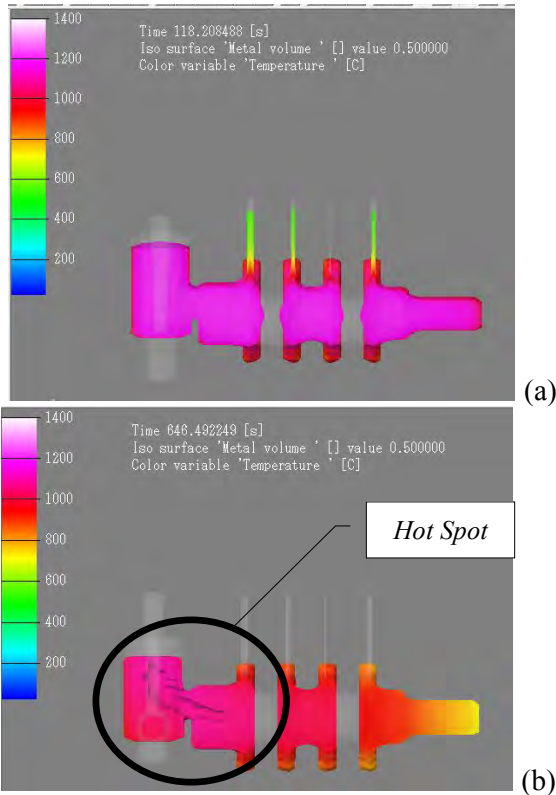 1400
1200
1000
800
600
400
200
Time 118.208488 [s]
Iso surface 'Metal volume ' [] value 0.500000
Color variable 'Temperature ' [C]
(a)
1400
1200
1000
800
600
400
200
Time 646.492249 [s]
Iso surface 'Metal volume ' [] value 0.500000
Color variable 'Temperature ' [C]
Hot Spot
(b)